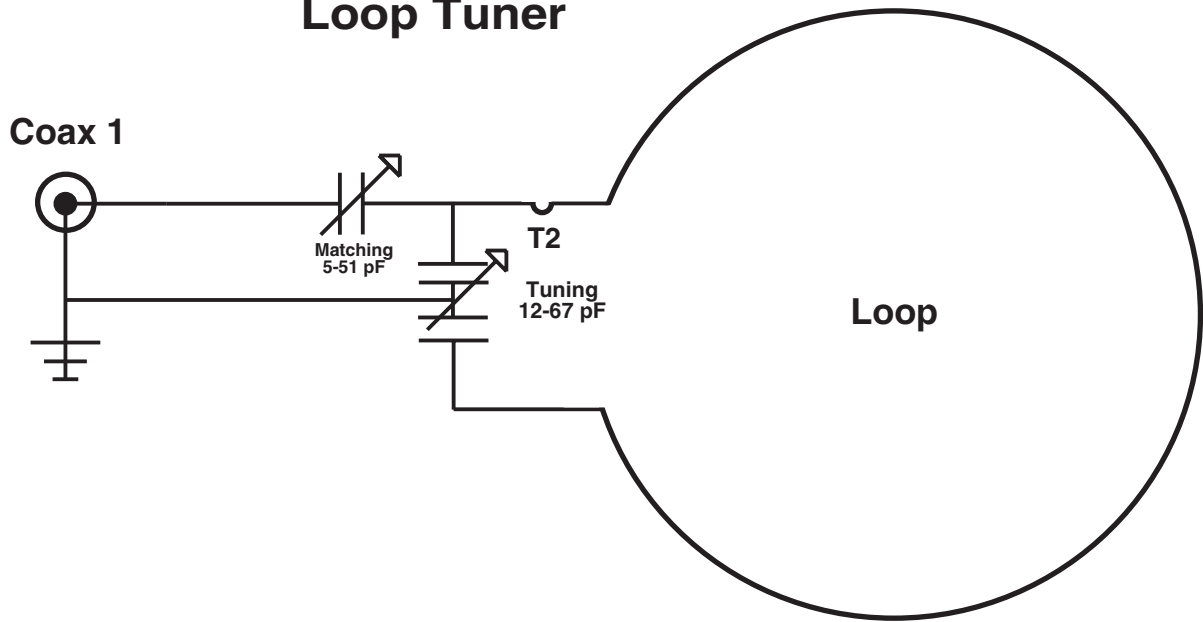 Loop Tuner
Coax 1
Matching
5-51 pF
T2
Tuning
12-67 pF
Loop